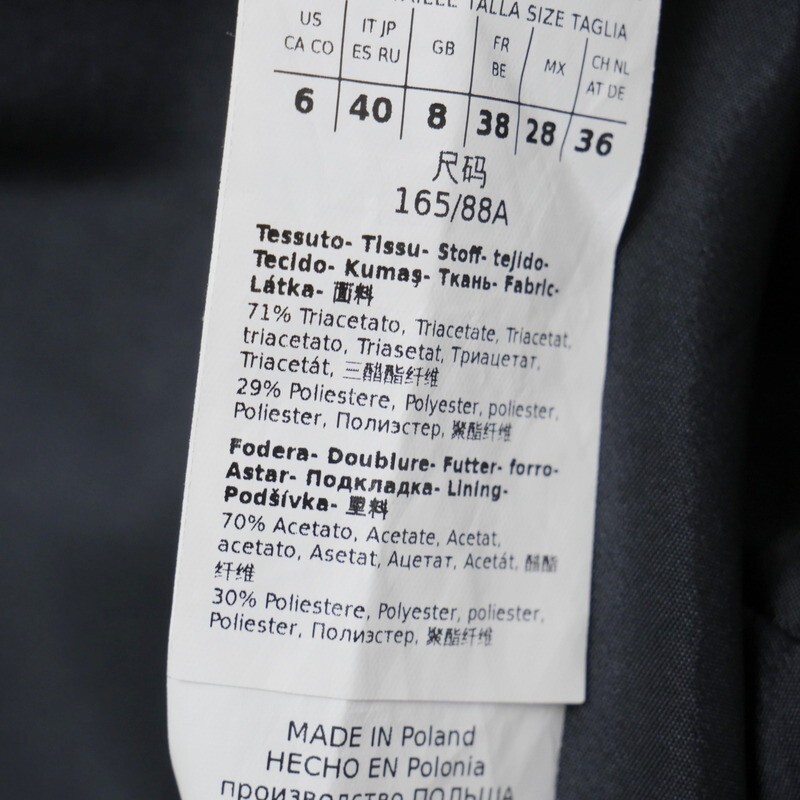 TALLA SIZE TAGLIA
US IT JP GB FR MX CH NL
CA CO ES RU BE AT DE
6 40 8 38 28 36
尺码
165/88A
Tessuto- Tissu- Stoff- tejido-
Tecido- Kumaş- Ткань- Fabric-
Látka- 面料
71% Triacetato, Triacetate, Triacetat,
triacetato, Triasetat, Триацетат,
Triacetát, 三醋酯纤维
29% Poliestere, Polyester, poliester,
Poliester, Полиэстер, 聚酯纤维
Fodera- Doublure- Futter- forro-
Astar- Подкладка- Lining-
Podšívka- 里料
70% Acetato, Acetate, Acetat,
acetato, Asetat, Ацетат, Acetát, 醋酯
纤维
30% Poliestere, Polyester, poliester,
Poliester, Полиэстер, 聚酯纤维
MADE IN Poland
HECHO EN Polonia
производство ПОЛЬША